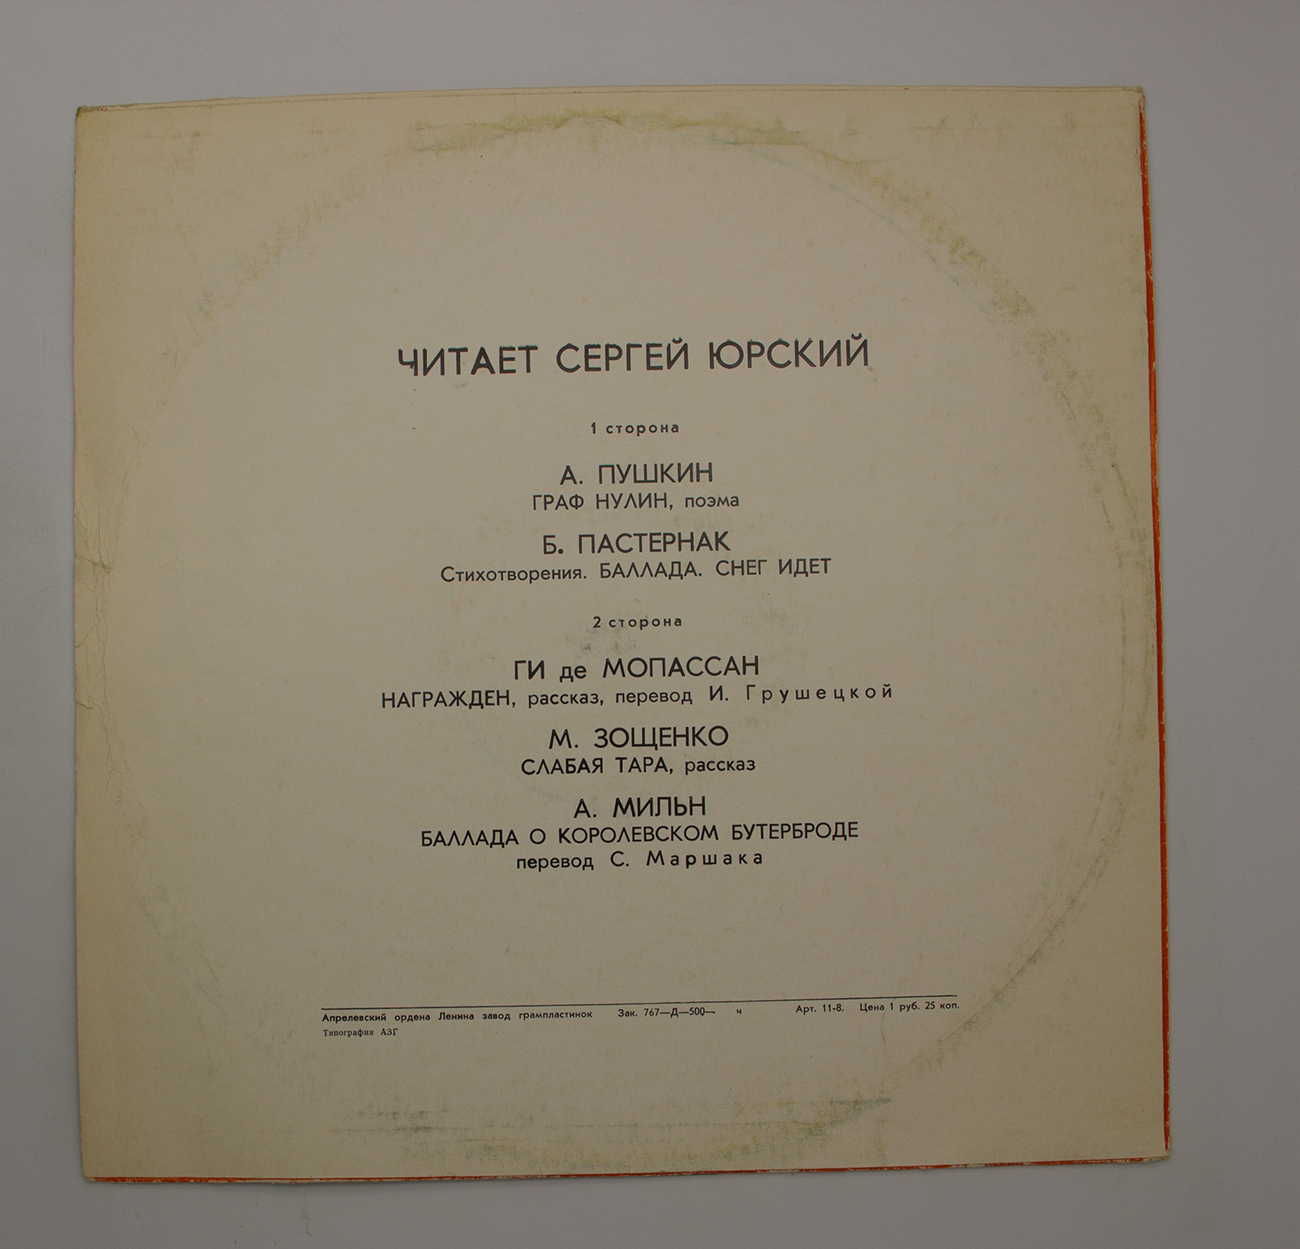 ЧИТАЕТ СЕРГЕЙ ЮРСКИЙ
1 сторона
А. ПУШКИН
ГРАФ НУЛИН, поэма
Б. ПАСТЕРНАК
Стихотворения. БАЛЛАДА. СНЕГ ИДЕТ
2 сторона
ГИ де МОПАССАН
НАГРАЖДЕН, рассказ, перевод И. Грушецкой
М. ЗОЩЕНКО
СЛАБАЯ ТАРА, рассказ
А. МИЛЬН
БАЛЛАДА О КОРОЛЕВСКОМ БУТЕРБРОДЕ
перевод С. Маршака
Апрелевский ордена Ленина завод грампластинок Зак. 767—Д—500— ч Арт. 11-8. Цена 1 руб. 25 коп.
Типография АЗГ